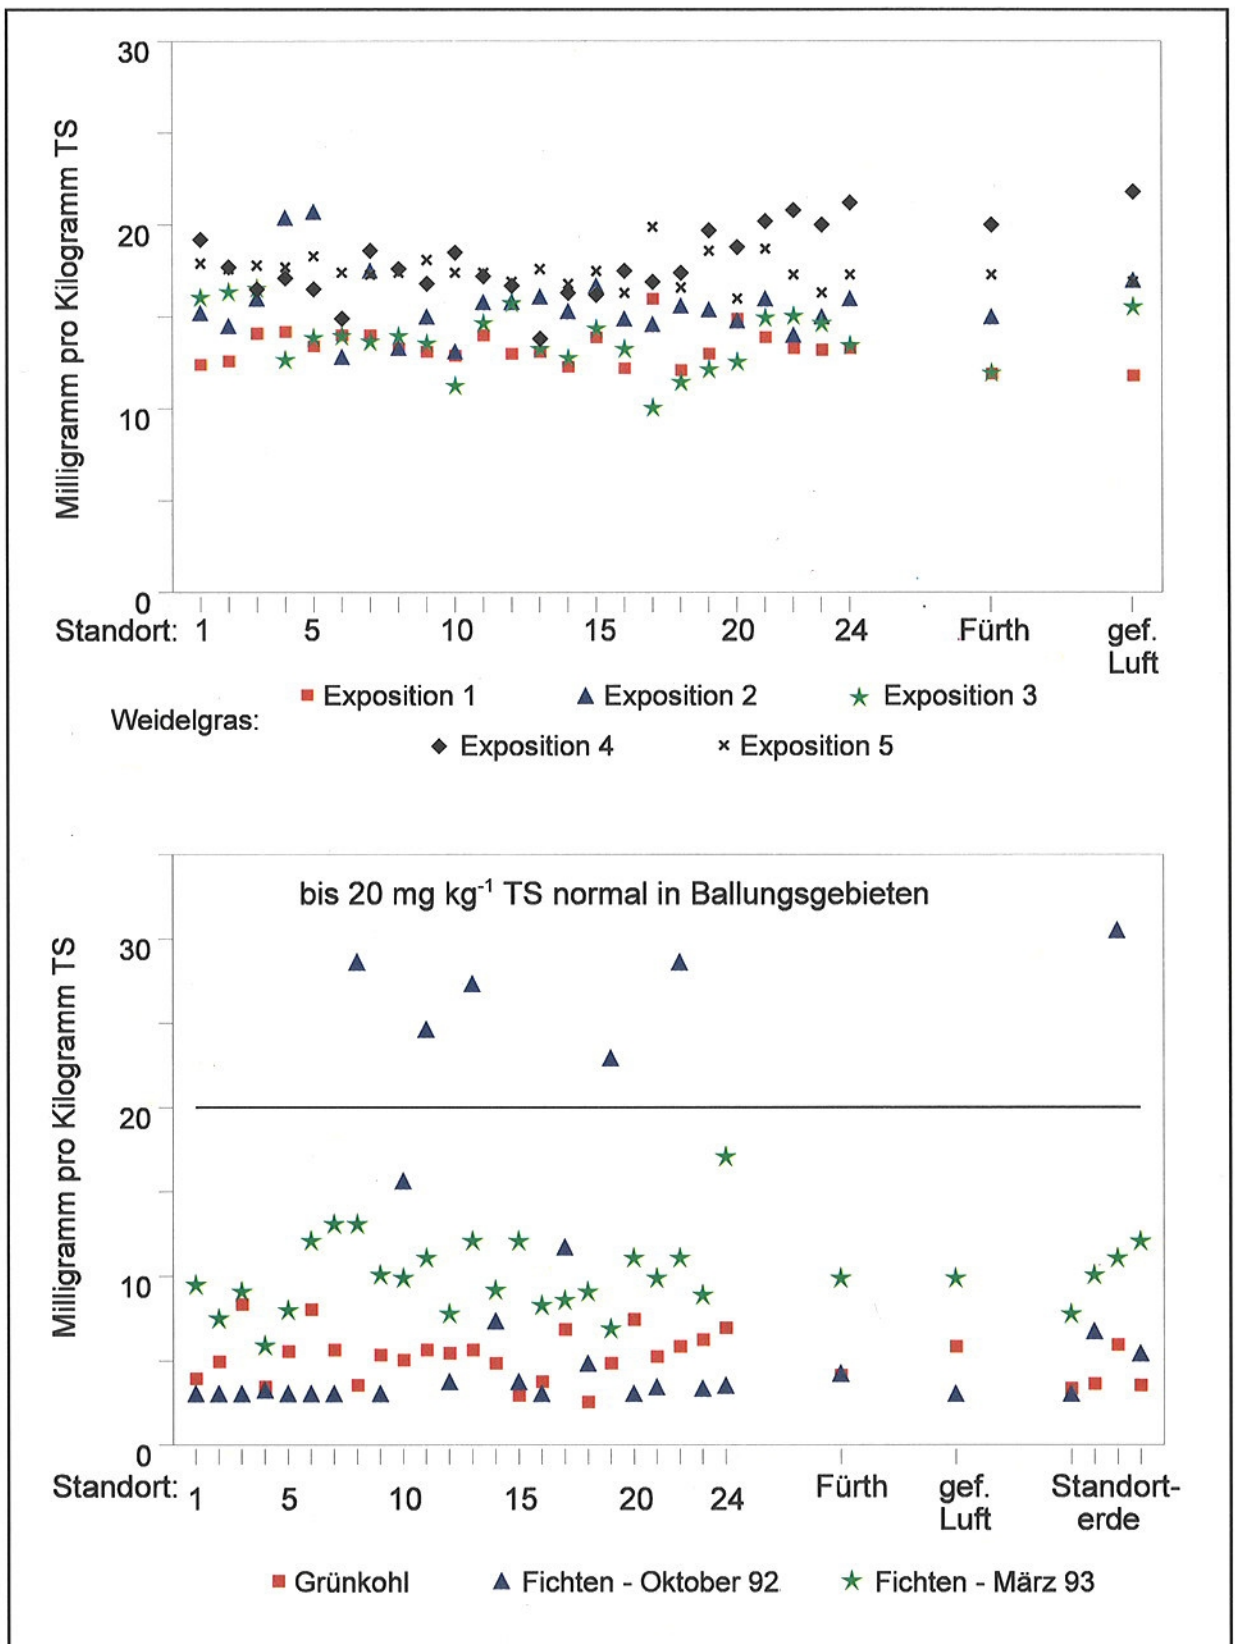 Milligramm pro Kilogramm TS
30
20
10
0
Standort: 1 5 10 15 20 24 Fürth gef.
Luft
Exposition 1 Exposition 2 Exposition 3
Weidelgras:
Exposition 4 Exposition 5
bis 20 mg kg⁻¹ TS normal in Ballungsgebieten
Milligramm pro Kilogramm TS
30
20
10
0
Standort: 1 5 10 15 20 24 Fürth gef. Standort-
Luft erde
Grünkohl Fichten - Oktober 92 Fichten - März 93